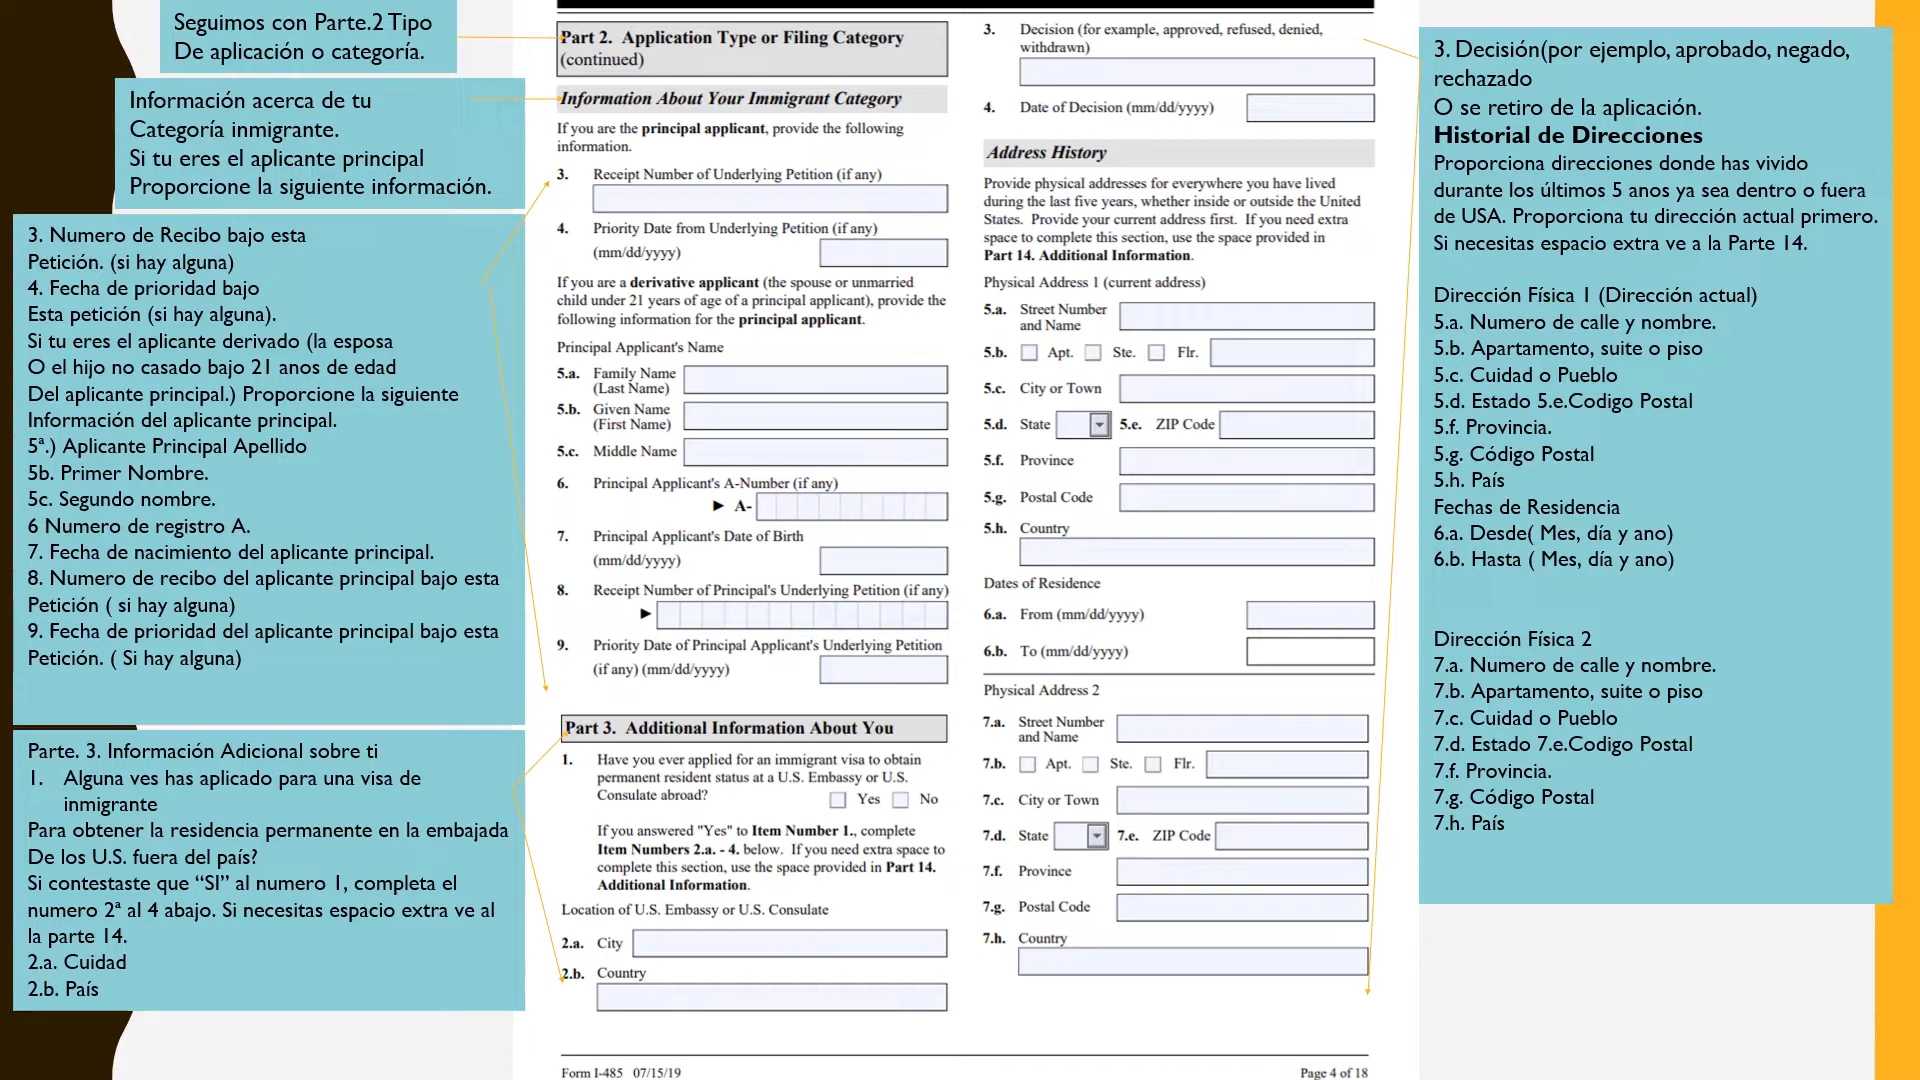 Seguimos con Parte.2 Tipo
De aplicación o categoría.
Información acerca de tu
Categoría inmigrante.
Si tu eres el aplicante principal
Proporcione la siguiente información.
3. Numero de Recibo bajo esta
Petición. (si hay alguna)
4. Fecha de prioridad bajo
Esta petición (si hay alguna).
Si tu eres el aplicante derivado (la esposa
O el hijo no casado bajo 21 anos de edad
Del aplicante principal.) Proporcione la siguiente
Información del aplicante principal.
5ª.) Aplicante Principal Apellido
5b. Primer Nombre.
5c. Segundo nombre.
6 Numero de registro A.
7. Fecha de nacimiento del aplicante principal.
8. Numero de recibo del aplicante principal bajo esta
Petición ( si hay alguna)
9. Fecha de prioridad del aplicante principal bajo esta
Petición. ( Si hay alguna)
Parte. 3. Información Adicional sobre ti
1. Alguna ves has aplicado para una visa de
inmigrante
Para obtener la residencia permanente en la embajada
De los U.S. fuera del país?
Si contestaste que “SI” al numero 1, completa el
numero 2ª al 4 abajo. Si necesitas espacio extra ve al
la parte 14.
2.a. Cuidad
2.b. País
Part 2. Application Type or Filing Category
(continued)
Information About Your Immigrant Category
If you are the principal applicant, provide the following
information.
3. Receipt Number of Underlying Petition (if any)
4. Priority Date from Underlying Petition (if any)
(mm/dd/yyyy)
If you are a derivative applicant (the spouse or unmarried
child under 21 years of age of a principal applicant), provide the
following information for the principal applicant.
Principal Applicant's Name
5.a. Family Name
(Last Name)
5.b. Given Name
(First Name)
5.c. Middle Name
6. Principal Applicant's A-Number (if any)
► A-
7. Principal Applicant's Date of Birth
(mm/dd/yyyy)
8. Receipt Number of Principal's Underlying Petition (if any)
►
9. Priority Date of Principal Applicant's Underlying Petition
(if any) (mm/dd/yyyy)
Part 3. Additional Information About You
1. Have you ever applied for an immigrant visa to obtain
permanent resident status at a U.S. Embassy or U.S.
Consulate abroad?
Yes No
If you answered "Yes" to Item Number 1., complete
Item Numbers 2.a. - 4. below. If you need extra space to
complete this section, use the space provided in Part 14.
Additional Information.
Location of U.S. Embassy or U.S. Consulate
2.a. City
2.b. Country
3. Decision (for example, approved, refused, denied,
withdrawn)
4. Date of Decision (mm/dd/yyyy)
Address History
Provide physical addresses for everywhere you have lived
during the last five years, whether inside or outside the United
States. Provide your current address first. If you need extra
space to complete this section, use the space provided in
Part 14. Additional Information.
Physical Address 1 (current address)
5.a. Street Number
and Name
5.b. Apt. Ste. Flr.
5.c. City or Town
5.d. State 5.e. ZIP Code
5.f. Province
5.g. Postal Code
5.h. Country
Dates of Residence
6.a. From (mm/dd/yyyy)
6.b. To (mm/dd/yyyy)
Physical Address 2
7.a. Street Number
and Name
7.b. Apt. Ste. Flr.
7.c. City or Town
7.d. State 7.e. ZIP Code
7.f. Province
7.g. Postal Code
7.h. Country
Form I-485 07/15/19
Page 4 of 18
3. Decisión(por ejemplo, aprobado, negado,
rechazado
O se retiro de la aplicación.
Historial de Direcciones
Proporciona direcciones donde has vivido
durante los últimos 5 anos ya sea dentro o fuera
de USA. Proporciona tu dirección actual primero.
Si necesitas espacio extra ve a la Parte 14.
Dirección Física 1 (Dirección actual)
5.a. Numero de calle y nombre.
5.b. Apartamento, suite o piso
5.c. Cuidad o Pueblo
5.d. Estado 5.e.Codigo Postal
5.f. Provincia.
5.g. Código Postal
5.h. País
Fechas de Residencia
6.a. Desde( Mes, día y ano)
6.b. Hasta ( Mes, día y ano)
Dirección Física 2
7.a. Numero de calle y nombre.
7.b. Apartamento, suite o piso
7.c. Cuidad o Pueblo
7.d. Estado 7.e.Codigo Postal
7.f. Provincia.
7.g. Código Postal
7.h. País